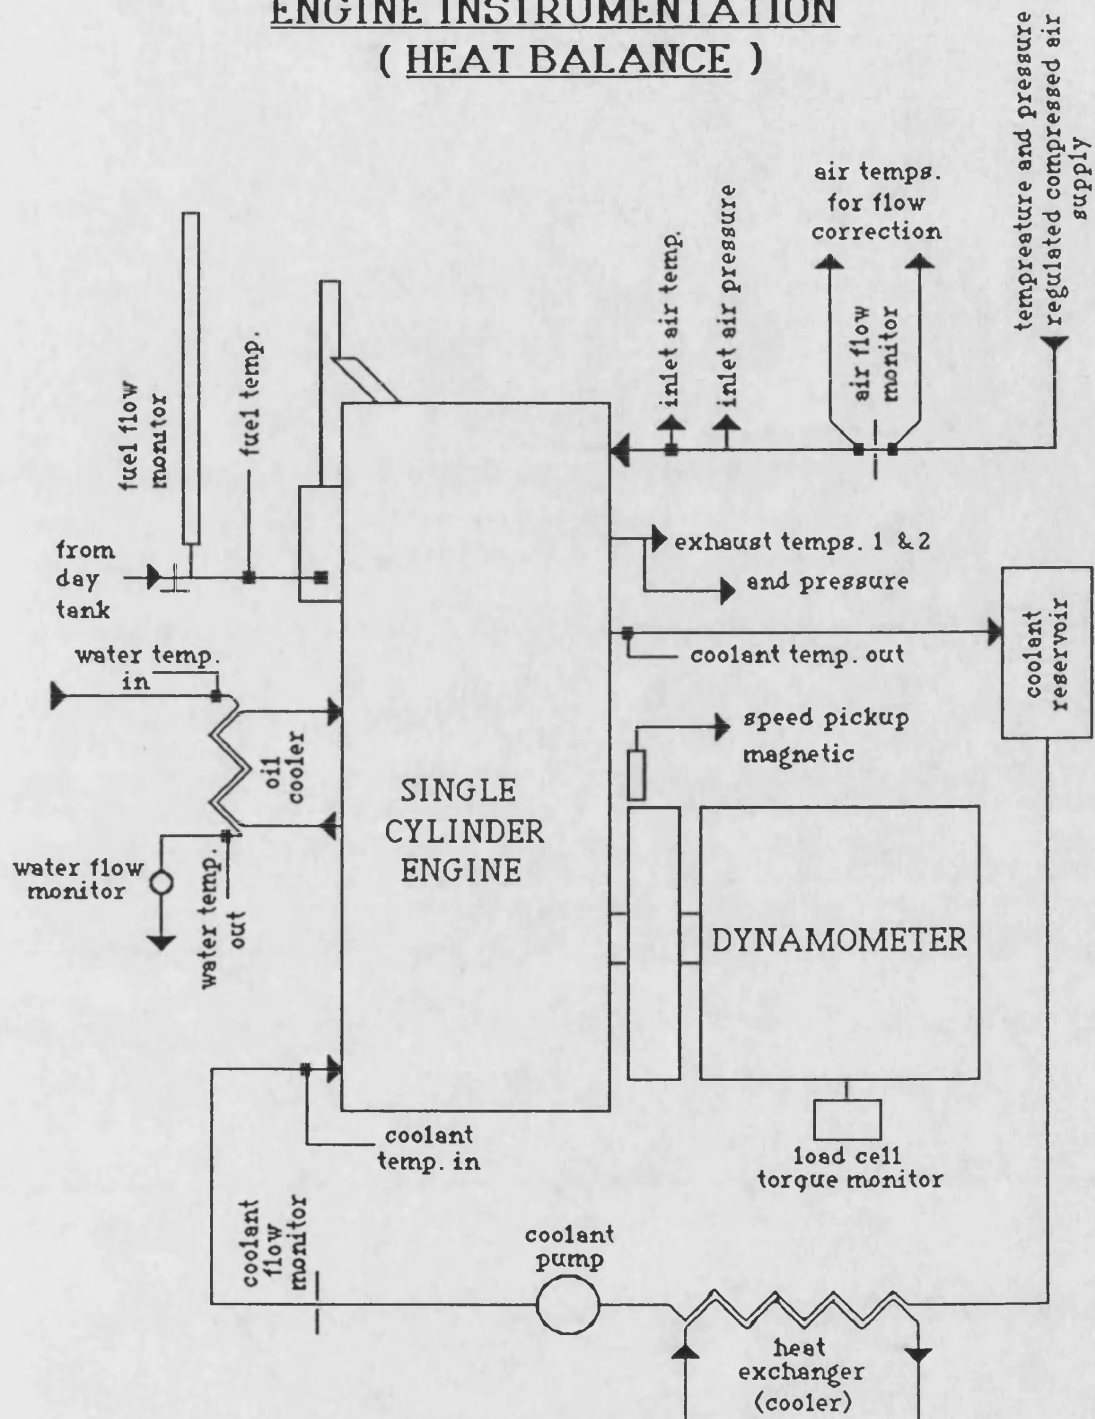 ENGINE INSTRUMENTATION
( HEAT BALANCE )
tempreature and pressure
regulated compressed air
supply
air temps.
for flow
correction
inlet air temp.
inlet air pressure
air flow
monitor
fuel flow
monitor
fuel temp.
from
day
tank
exhaust temps. 1 & 2
and pressure
coolant temp. out
coolant
reservoir
water temp.
in
oil
cooler
speed pickup
magnetic
SINGLE
CYLINDER
ENGINE
DYNAMOMETER
water flow
monitor
water temp.
out
coolant
temp. in
load cell
torque monitor
coolant
flow
monitor
coolant
pump
heat
exchanger
(cooler)